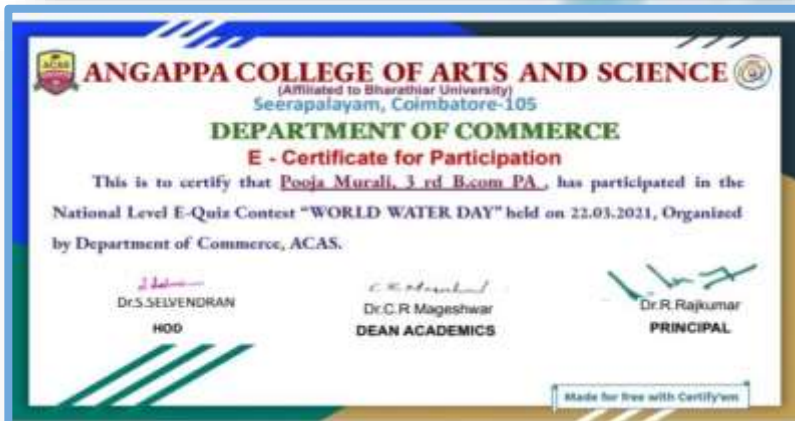 ACAS
ANGAPPA COLLEGE OF ARTS AND SCIENCE
(Affiliated to Bharathiar University)
Seerapalayam, Coimbatore-105
DEPARTMENT OF COMMERCE
E - Certificate for Participation
This is to certify that Pooja Murali, 3 rd B.com PA , has participated in the
National Level E-Quiz Contest "WORLD WATER DAY" held on 22.03.2021, Organized
by Department of Commerce, ACAS.
Dr.S.SELVENDRAN
HOD
Dr.C.R Mageshwar
DEAN ACADEMICS
Dr.R.Rajkumar
PRINCIPAL
Made for free with Certify'em